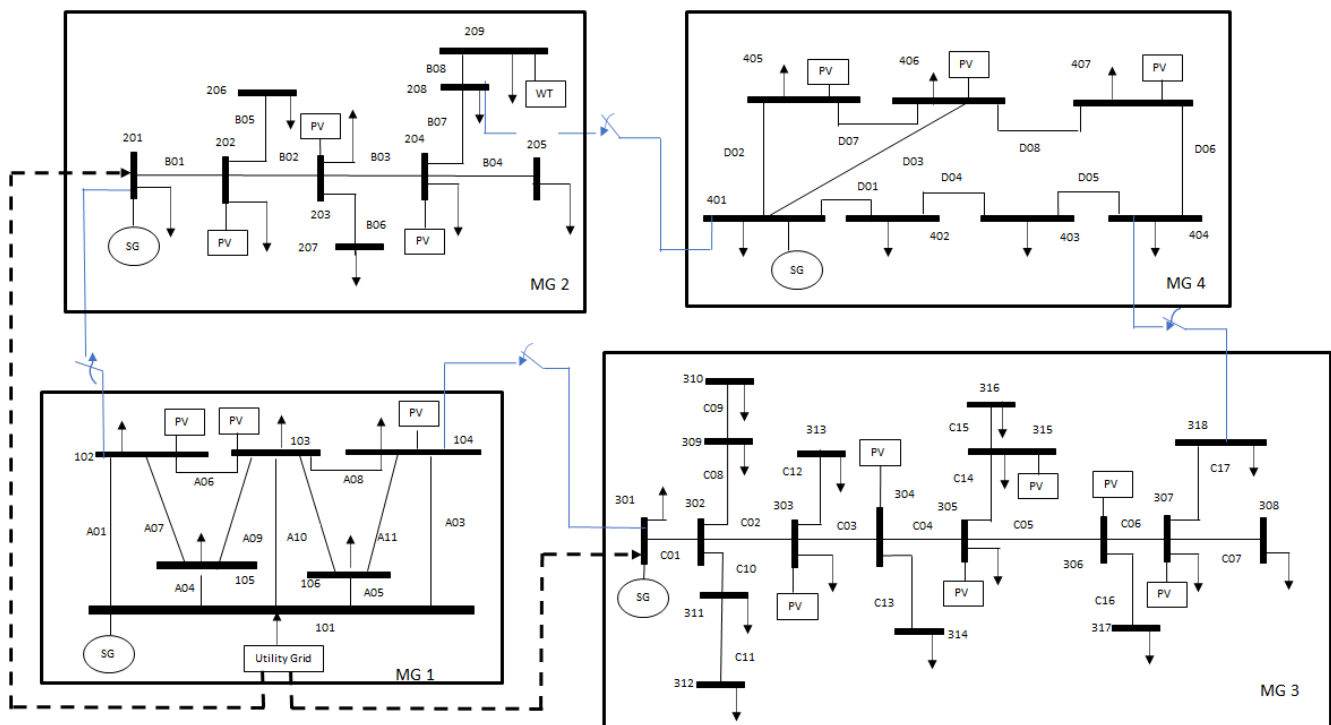 209
B08
208
WT
206
B05
B07
PV
201
202
B01
B02
B03
204
B04
205
203
B06
207
SG
PV
PV
MG 2
405
PV
406
PV
407
PV
D07
D08
D02
D03
D06
D04
D05
401
D01
402
403
404
SG
MG 4
PV
PV
103
PV
104
102
A06
A08
A01
A07
A09
A10
A11
A03
A04
105
106
A05
101
SG
Utility Grid
MG 1
310
C09
309
C08
316
C15
315
313
PV
C12
C14
PV
318
C17
301
302
C02
303
C03
304
C04
305
C05
PV
C06
307
308
C01
C10
306
C07
SG
311
PV
C13
PV
PV
C16
314
317
C11
312
MG 3